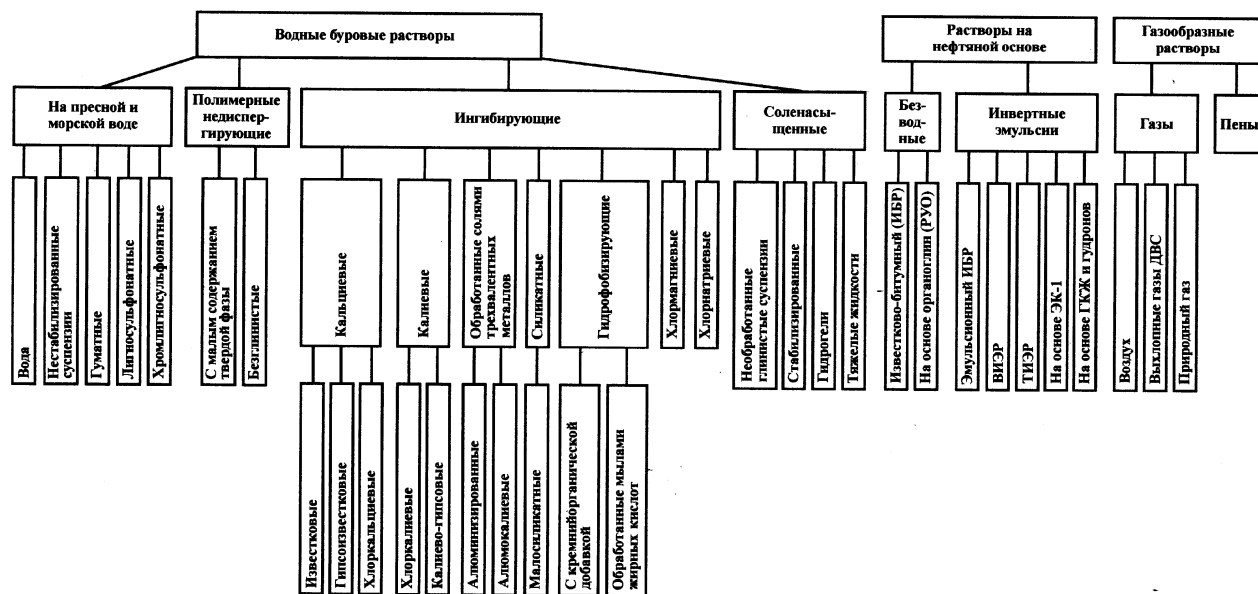 Водные буровые растворы
Растворы на
нефтяной основе
Газообразные
растворы
На пресной и
морской воде
Полимерные
недиспер-
гирующие
Ингибирующие
Соленасы-
щенные
Без-
вод-
ные
Инвертные
эмульсии
Газы
Пены
Вода
Нестабилизированные
суспензии
Гуматные
Лигносульфонатные
Хромлигносульфонатные
С малым содержанием
твердой фазы
Безглинистые
Кальциевые
Калиевые
Обработанные солями
трехвалентных
металлов
Силикатные
Гидрофобизирующие
Хлормагниевые
Хлорнатриевые
Необработанные
глинистые суспензии
Стабилизированные
Гидрогели
Тяжелые жидкости
Известково-битумный (ИБР)
На основе органоглин (РУО)
Эмульсионный ИБР
ВИЭР
ТИЭР
На основе ЭК-1
На основе ГКЖ и гудронов
Воздух
Выхлопные газы ДВС
Природный газ
Известковые
Гипсоизвестковые
Хлоркальциевые
Хлоркалиевые
Калиево-гипсовые
Алюминизированные
Алюмокалиевые
Малосиликатные
С кремнийорганической
добавкой
Обработанные мылами
жирных кислот